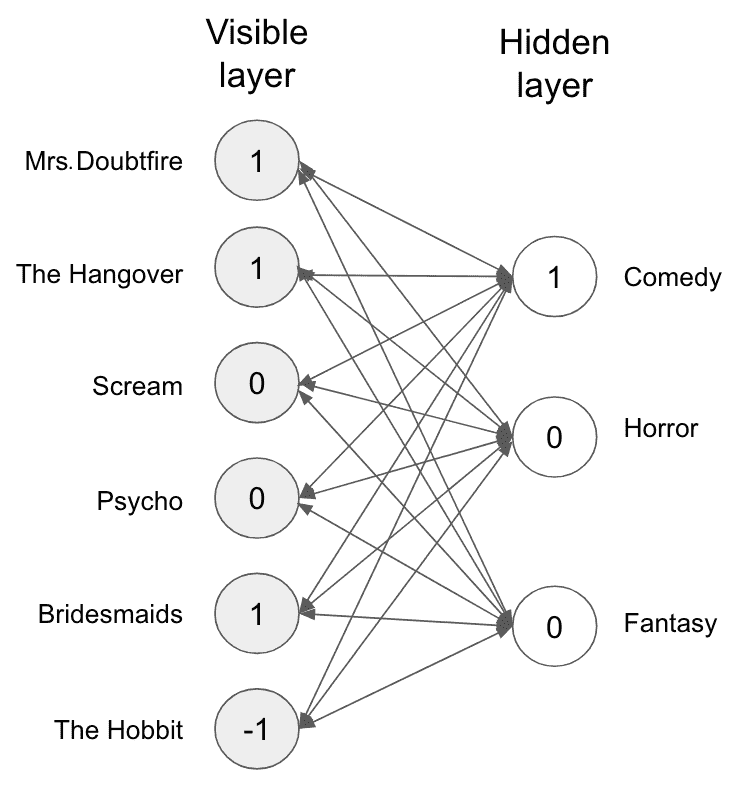 Visible
layer
Hidden
layer
Mrs.Doubtfire
1
The Hangover
1
1
Comedy
Scream
0
0
Horror
Psycho
0
Bridesmaids
1
0
Fantasy
The Hobbit
-1